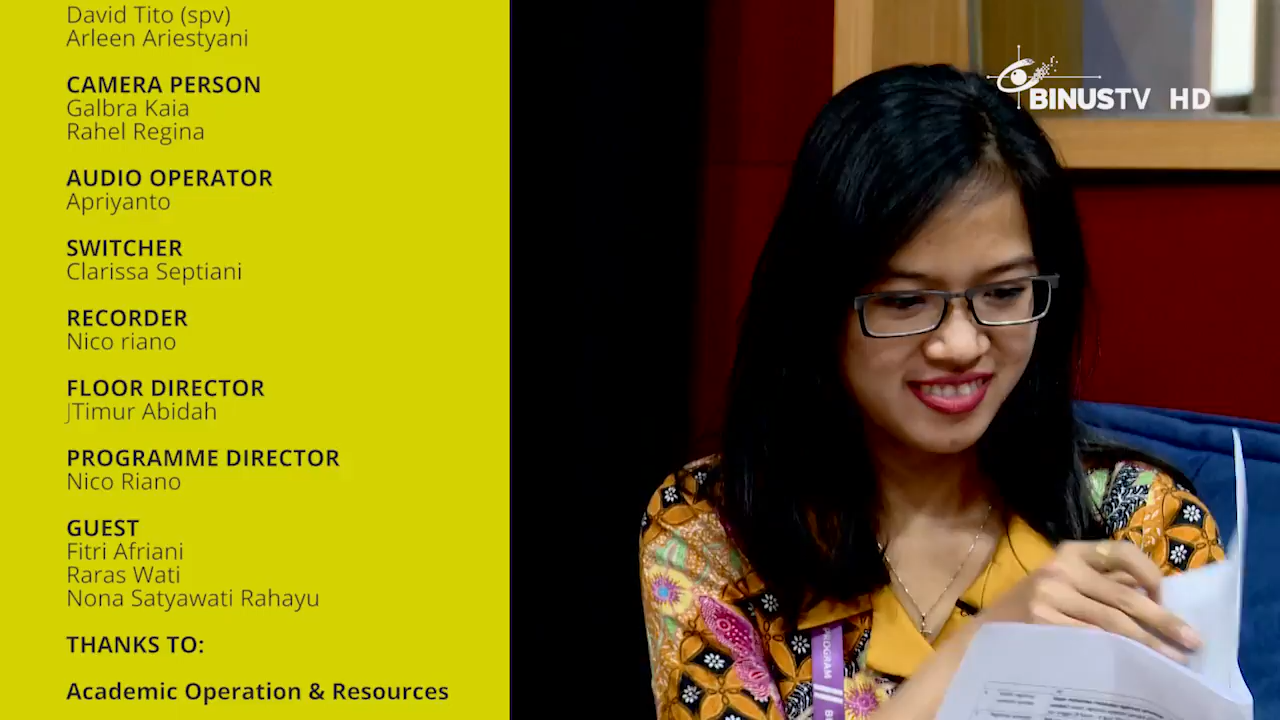 David Tito (spv)
Arleen Ariestyani
CAMERA PERSON
Galbra Kaia
Rahel Regina
AUDIO OPERATOR
Apriyanto
SWITCHER
Clarissa Septiani
RECORDER
Nico riano
FLOOR DIRECTOR
JTimur Abidah
PROGRAMME DIRECTOR
Nico Riano
GUEST
Fitri Afriani
Raras Wati
Nona Satyawati Rahayu
THANKS TO:
Academic Operation & Resources
BINUSTV HD
PROGRAM